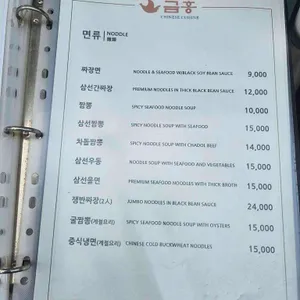 금홍
CHINESE CUISINE
면류 | NOODLE
짜장면 NOODLE & SEAFOOD W/BLACK SOY BEAN SAUCE 9,000
삼선간짜장 PREMIUM NOODLES IN THICK BLACK BEAN SAUCE 12,000
짬뽕 SPICY SEAFOOD NOODLE SOUP 10,000
삼선짬뽕 SPICY NOODLE SOUP WITH SEAFOOD 15,000
차돌짬뽕 SPICY NOODLE SOUP WITH CHADOL BEEF 14,000
삼선우동 NOODLE SOUP WITH SEAFOOD AND VEGETABLES 15,000
삼선울면 PREMIUM SEAFOOD NOODLES WITH THICK BROTH 15,000
쟁반짜장(2人) JUMBO NOODLES IN BLACK BEAN SAUCE 24,000
굴짬뽕(계절요리) SPICY SEAFOOD NOODLE SOUP WITH OYSTERS 15,000
중식냉면(계절요리) CHINESE COLD BUCKWHEAT NOODLES 15,000